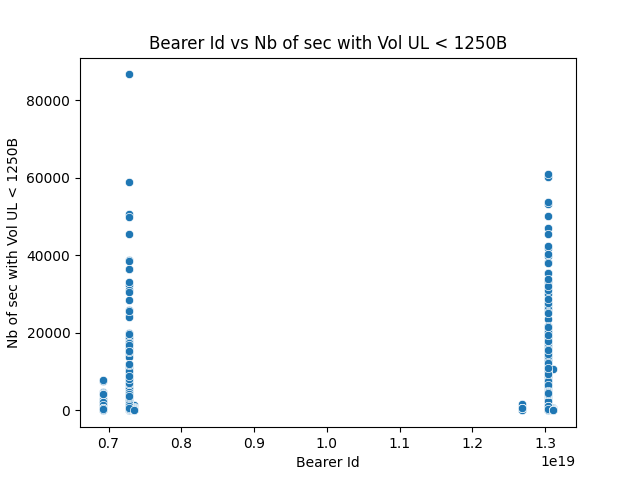 Bearer Id vs Nb of sec with Vol UL < 1250B
Nb of sec with Vol UL < 1250B
80000
60000
40000
20000
0
0.7 0.8 0.9 1.0 1.1 1.2 1.3
1e19
Bearer Id